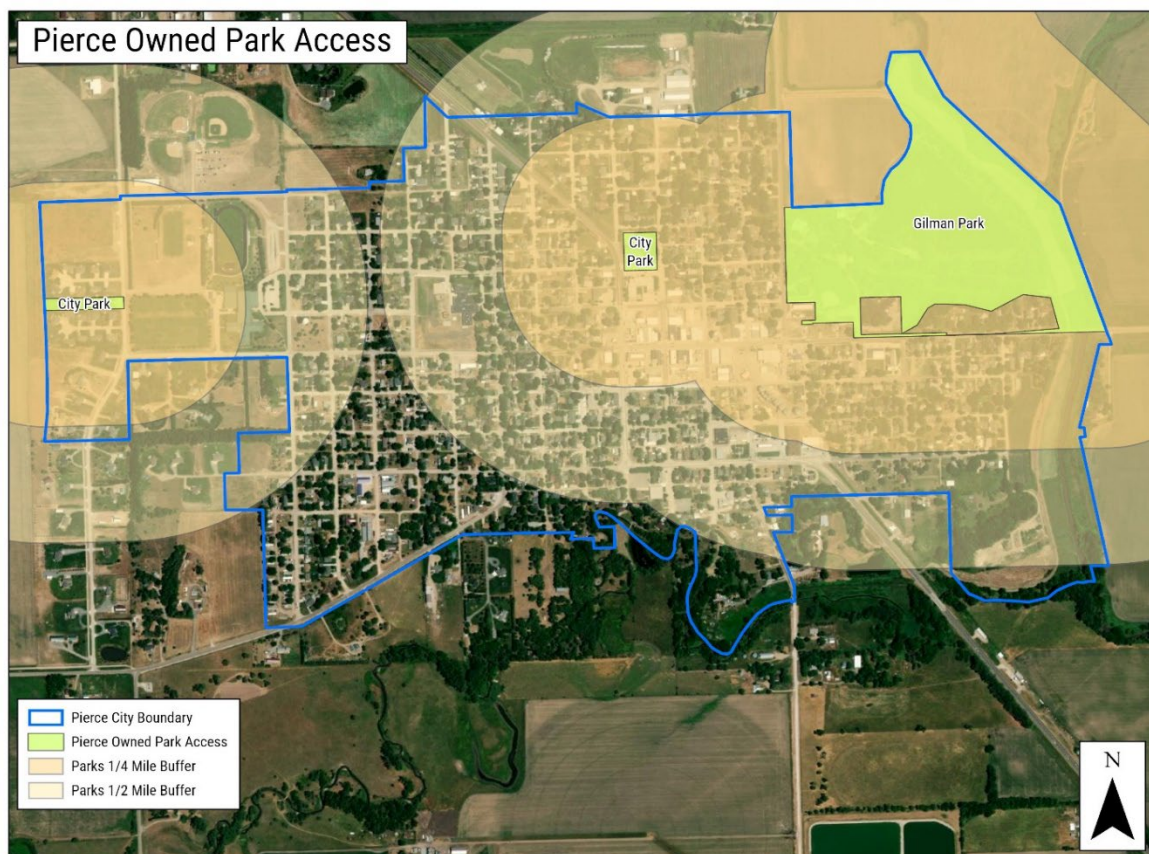 Pierce Owned Park Access
Gilman Park
City
Park
City Park
Pierce City Boundary
Pierce Owned Park Access
Parks 1/4 Mile Buffer
Parks 1/2 Mile Buffer
N